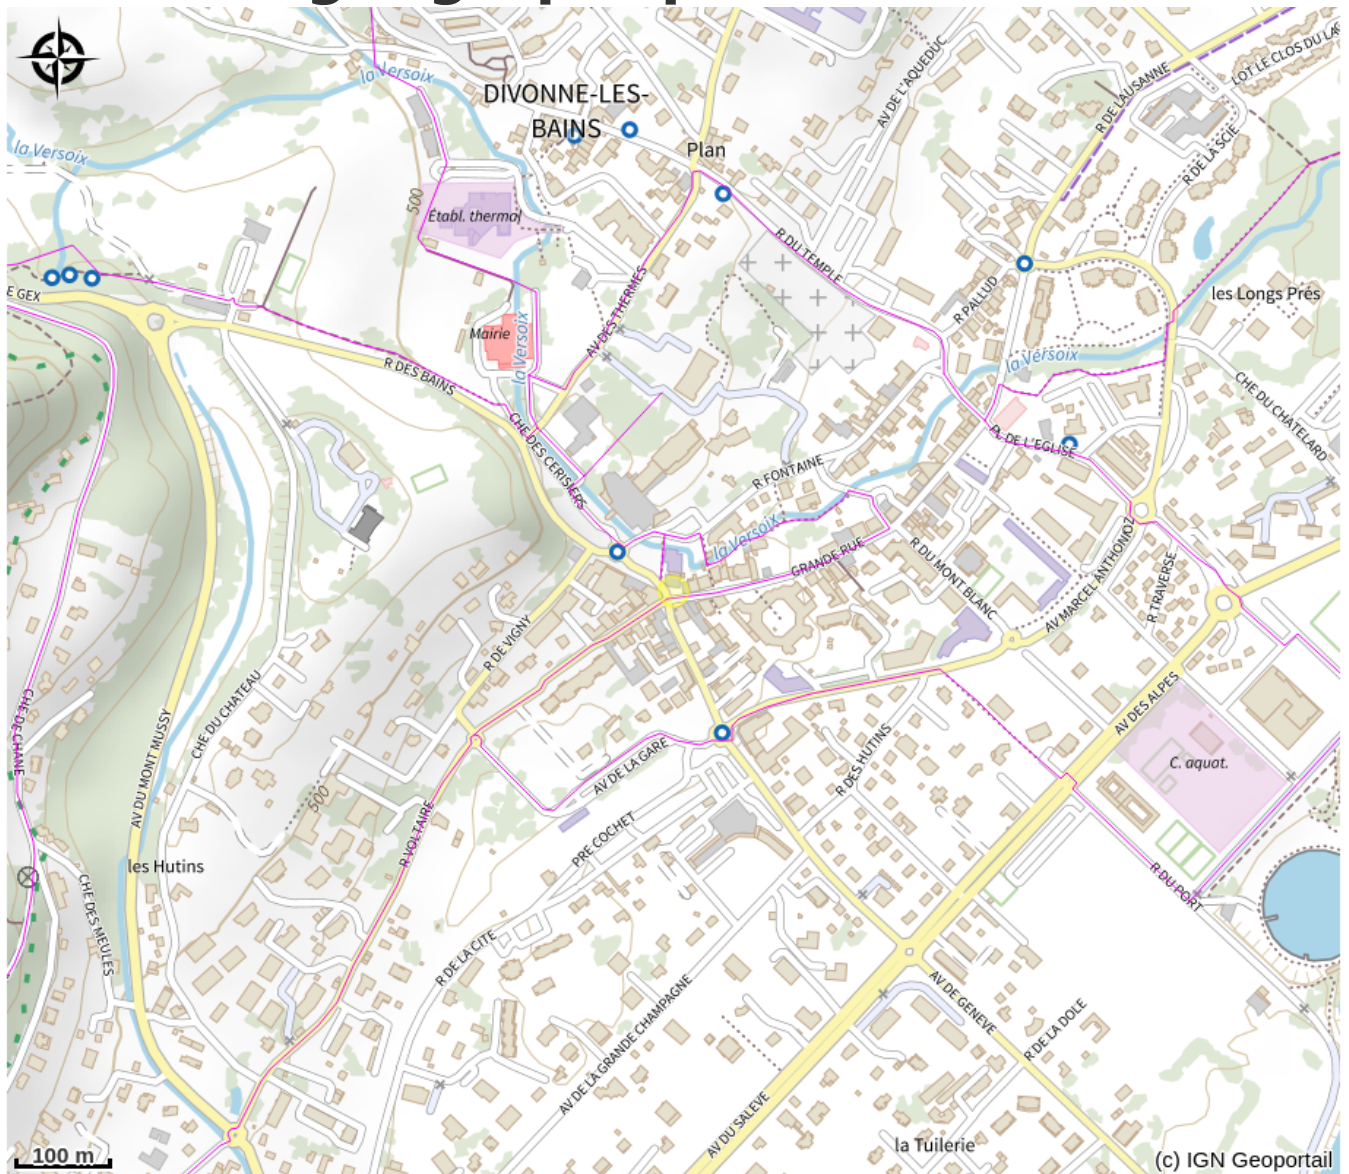 la Versoix
DIVONNE-LES-
BAINS
AV DE L'AQUEDUC
R DE LAUSANNE
LOT LE CLOS DU LAC
la Versoix
Plan
R DE LA SCIE
500
Établ. thermal
R DU TEMPLE
E GEX
AV DES THERMES
R PALLUD
les Longs Prés
Mairie
la Versoix
la Versoix
R DES BAINS
CHE DU CHATELARD
CHE DES CERISIERS
PL DE L'EGLISE
R FONTAINE
la Versoix
GRANDE RUE
R DU MONT BLANC
AV MARCEL ANTHONIOZ
R TRAVERSE
R DE VIGNY
CHE DE CHANE
CHE DU CHATEAU
AV DU MONT MUSSY
AV DES ALPES
AV DE LA GARE
R DES HUTINS
C. aquat.
500
R VOLTAIRE
PRE COCHET
les Hutins
R DU PORT
CHE DES MEULES
R DE LA CITE
AV DE LA GRANDE CHAMPAGNE
AV DE GENEVE
R DE LA DOLE
AV DU SALEVE
la Tuilerie
100 m
(c) IGN Geoportail